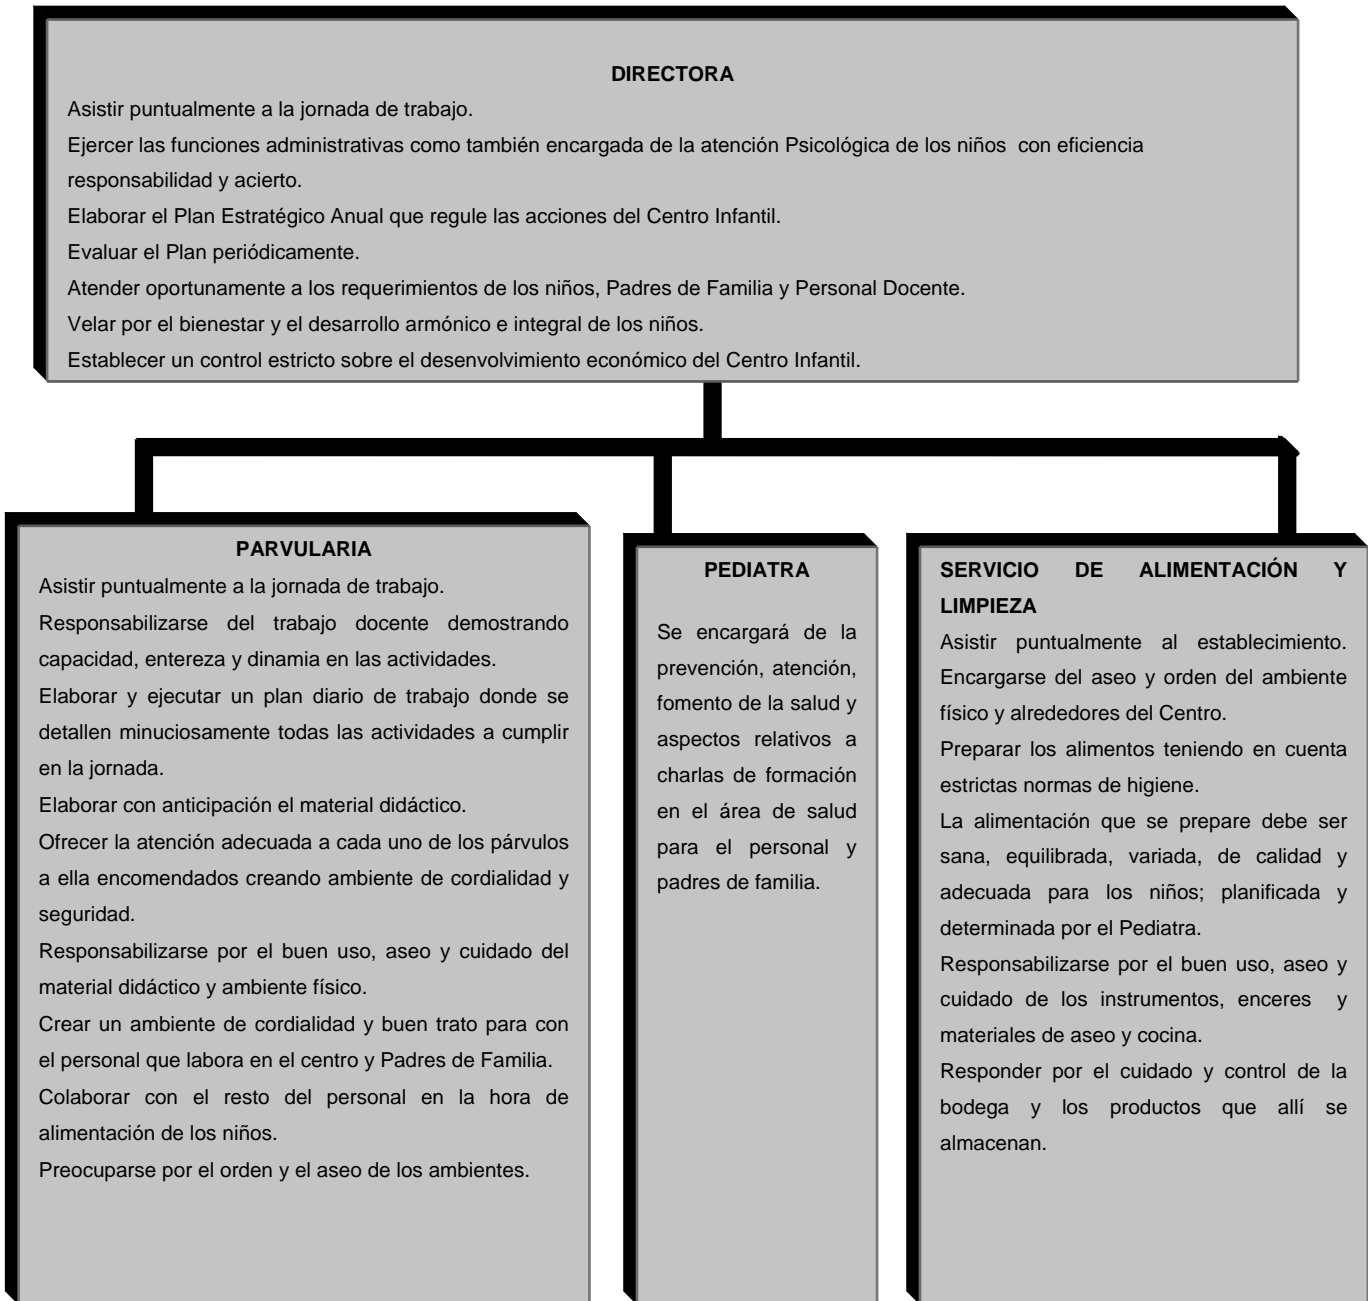 DIRECTORA
Asistir puntualmente a la jornada de trabajo.
Ejercer las funciones administrativas como también encargada de la atención Psicológica de los niños con eficiencia
responsabilidad y acierto.
Elaborar el Plan Estratégico Anual que regule las acciones del Centro Infantil.
Evaluar el Plan periódicamente.
Atender oportunamente a los requerimientos de los niños, Padres de Familia y Personal Docente.
Velar por el bienestar y el desarrollo armónico e integral de los niños.
Establecer un control estricto sobre el desenvolvimiento económico del Centro Infantil.
PARVULARIA
Asistir puntualmente a la jornada de trabajo.
Responsabilizarse del trabajo docente demostrando
capacidad, entereza y dinamia en las actividades.
Elaborar y ejecutar un plan diario de trabajo donde se
detallen minuciosamente todas las actividades a cumplir
en la jornada.
Elaborar con anticipación el material didáctico.
Ofrecer la atención adecuada a cada uno de los párvulos
a ella encomendados creando ambiente de cordialidad y
seguridad.
Responsabilizarse por el buen uso, aseo y cuidado del
material didáctico y ambiente físico.
Crear un ambiente de cordialidad y buen trato para con
el personal que labora en el centro y Padres de Familia.
Colaborar con el resto del personal en la hora de
alimentación de los niños.
Preocuparse por el orden y el aseo de los ambientes.
PEDIATRA
Se encargará de la
prevención, atención,
fomento de la salud y
aspectos relativos a
charlas de formación
en el área de salud
para el personal y
padres de familia.
SERVICIO DE ALIMENTACIÓN Y
LIMPIEZA
Asistir puntualmente al establecimiento.
Encargarse del aseo y orden del ambiente
físico y alrededores del Centro.
Preparar los alimentos teniendo en cuenta
estrictas normas de higiene.
La alimentación que se prepare debe ser
sana, equilibrada, variada, de calidad y
adecuada para los niños; planificada y
determinada por el Pediatra.
Responsabilizarse por el buen uso, aseo y
cuidado de los instrumentos, enceres y
materiales de aseo y cocina.
Responder por el cuidado y control de la
bodega y los productos que allí se
almacenan.